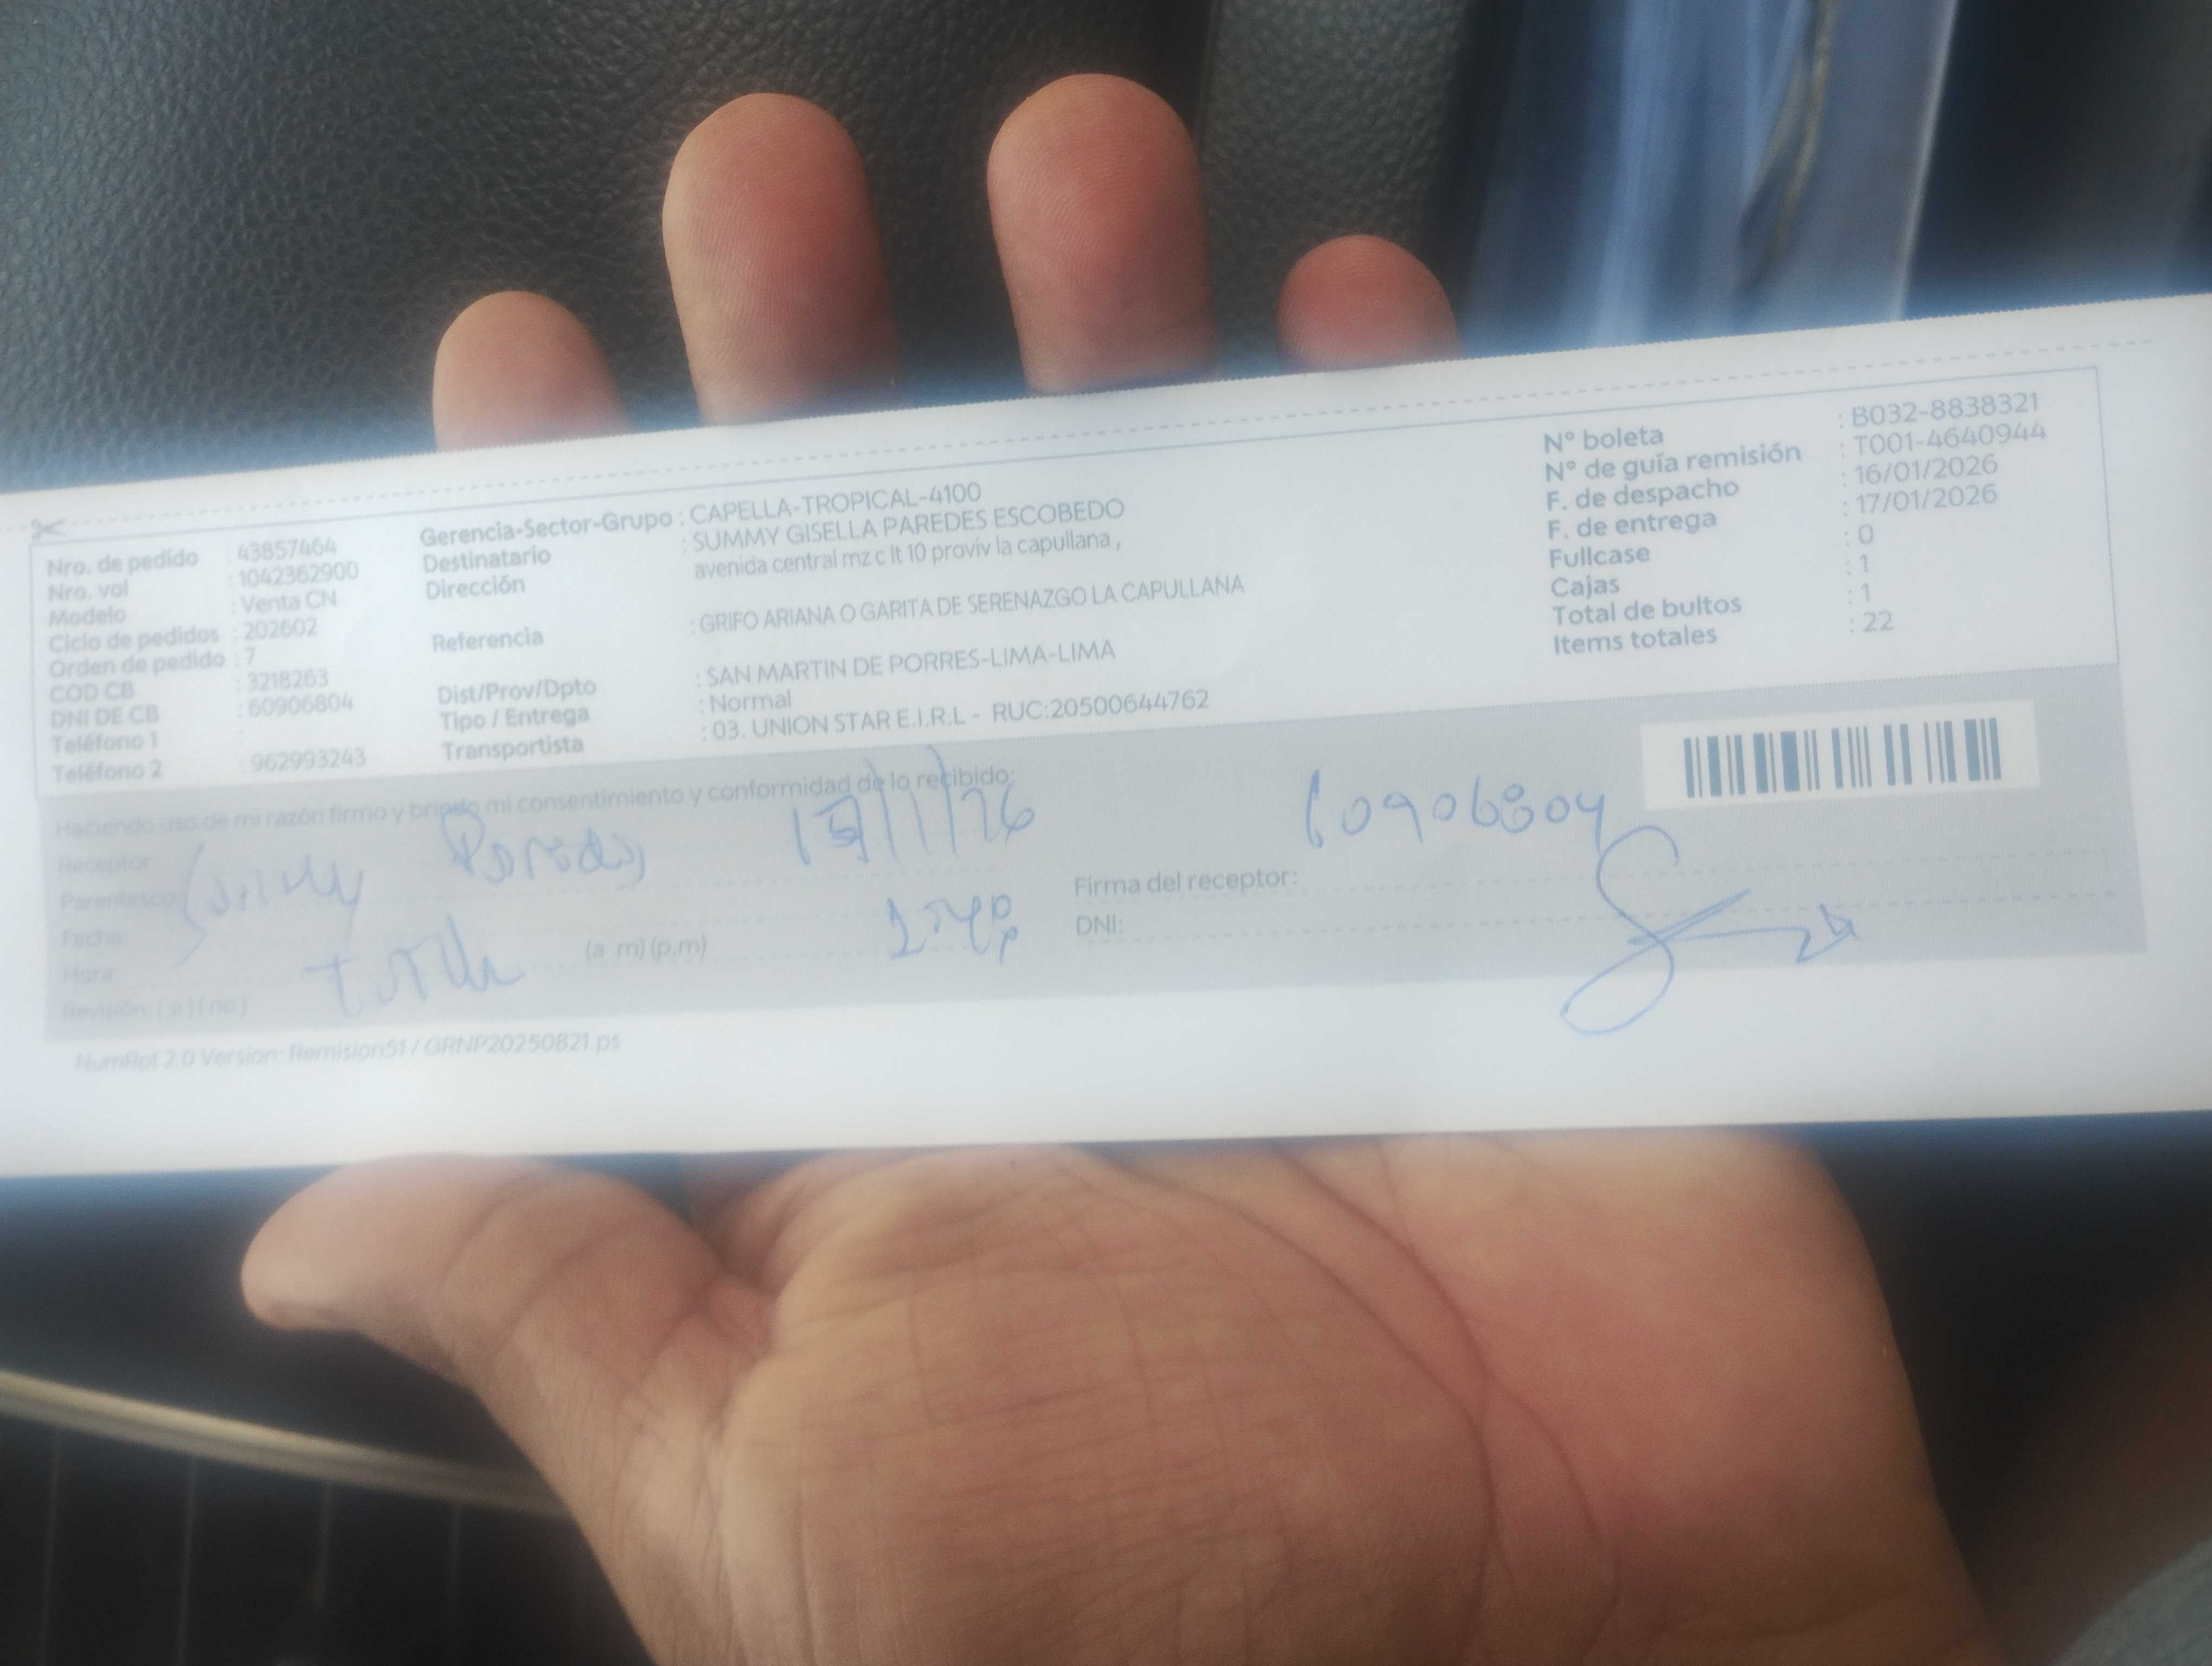 Nro. de pedido : 43857464
Nro. vol : 1042362900
Modelo : Venta CN
Ciclo de pedidos : 202602
Orden de pedido : 7
COD CB : 3218263
DNI DE CB : 60906804
Teléfono 1 :
Teléfono 2 : 962993243
Gerencia-Sector-Grupo : CAPELLA-TROPICAL-4100
Destinatario : SUMMY GISELLA PAREDES ESCOBEDO
Dirección avenida central mz c lt 10 proviv la capullana ,
Referencia : GRIFO ARIANA O GARITA DE SERENAZGO LA CAPULLANA
Dist/Prov/Dpto : SAN MARTIN DE PORRES-LIMA-LIMA
Tipo / Entrega : Normal
Transportista : 03. UNION STAR E.I.R.L - RUC:20500644762
N° boleta : B032-8838321
N° de guía remisión : T001-4640944
F. de despacho : 16/01/2026
F. de entrega : 17/01/2026
Fullcase : 0
Cajas : 1
Total de bultos : 1
Items totales : 22
Haciendo uso de mi razón firmo y brindo mi consentimiento y conformidad de lo recibido:
Receptor:
Parentesco:
Summy Paredes
Fecha:
Hora: (a .m) (p.m)
Revisión: ( si ) ( no )
60906804
Firma del receptor:
DNI:
NumRot 2.0 Version: Remision51 / GRNP20250821.ps